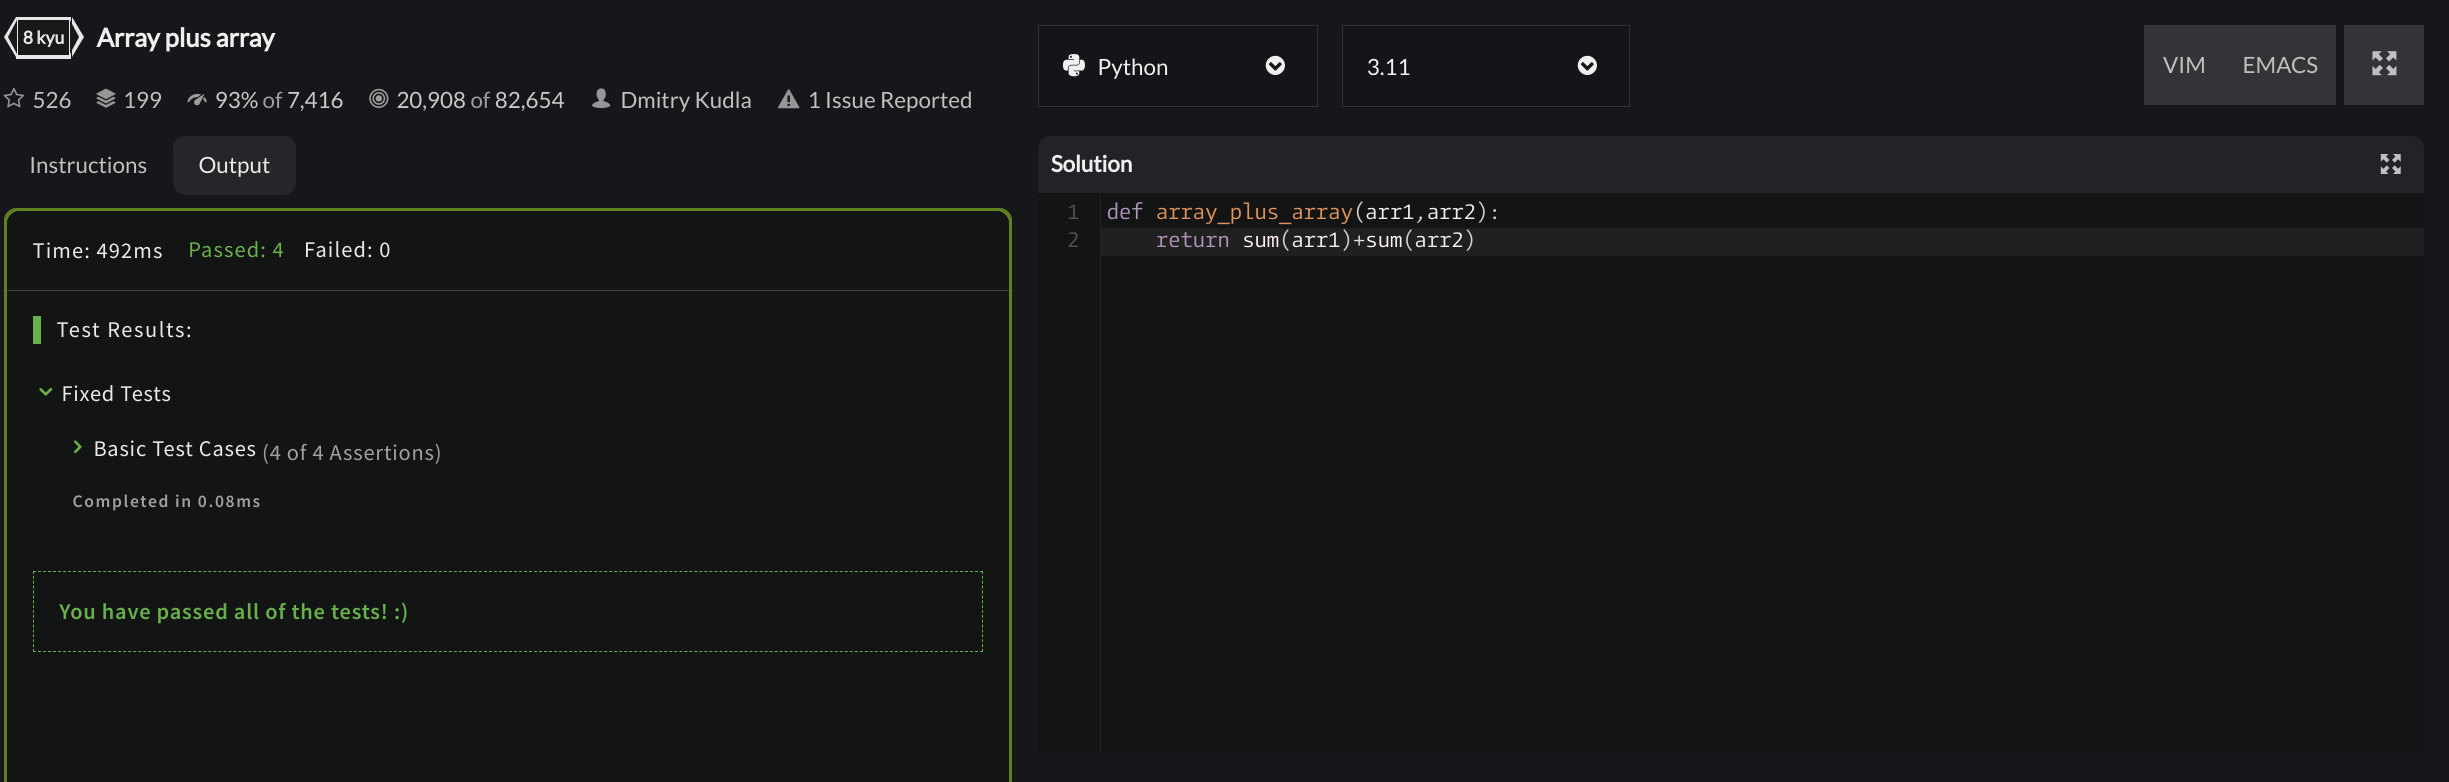 8 kyu Array plus array
526 199 93% of 7,416 20,908 of 82,654 Dmitry Kudla 1 Issue Reported
Instructions Output
Time: 492ms Passed: 4 Failed: 0
Test Results:
Fixed Tests
Basic Test Cases (4 of 4 Assertions)
Completed in 0.08ms
You have passed all of the tests! :)
Python 3.11 VIM EMACS
Solution
1 def array_plus_array(arr1,arr2):
2     return sum(arr1)+sum(arr2)